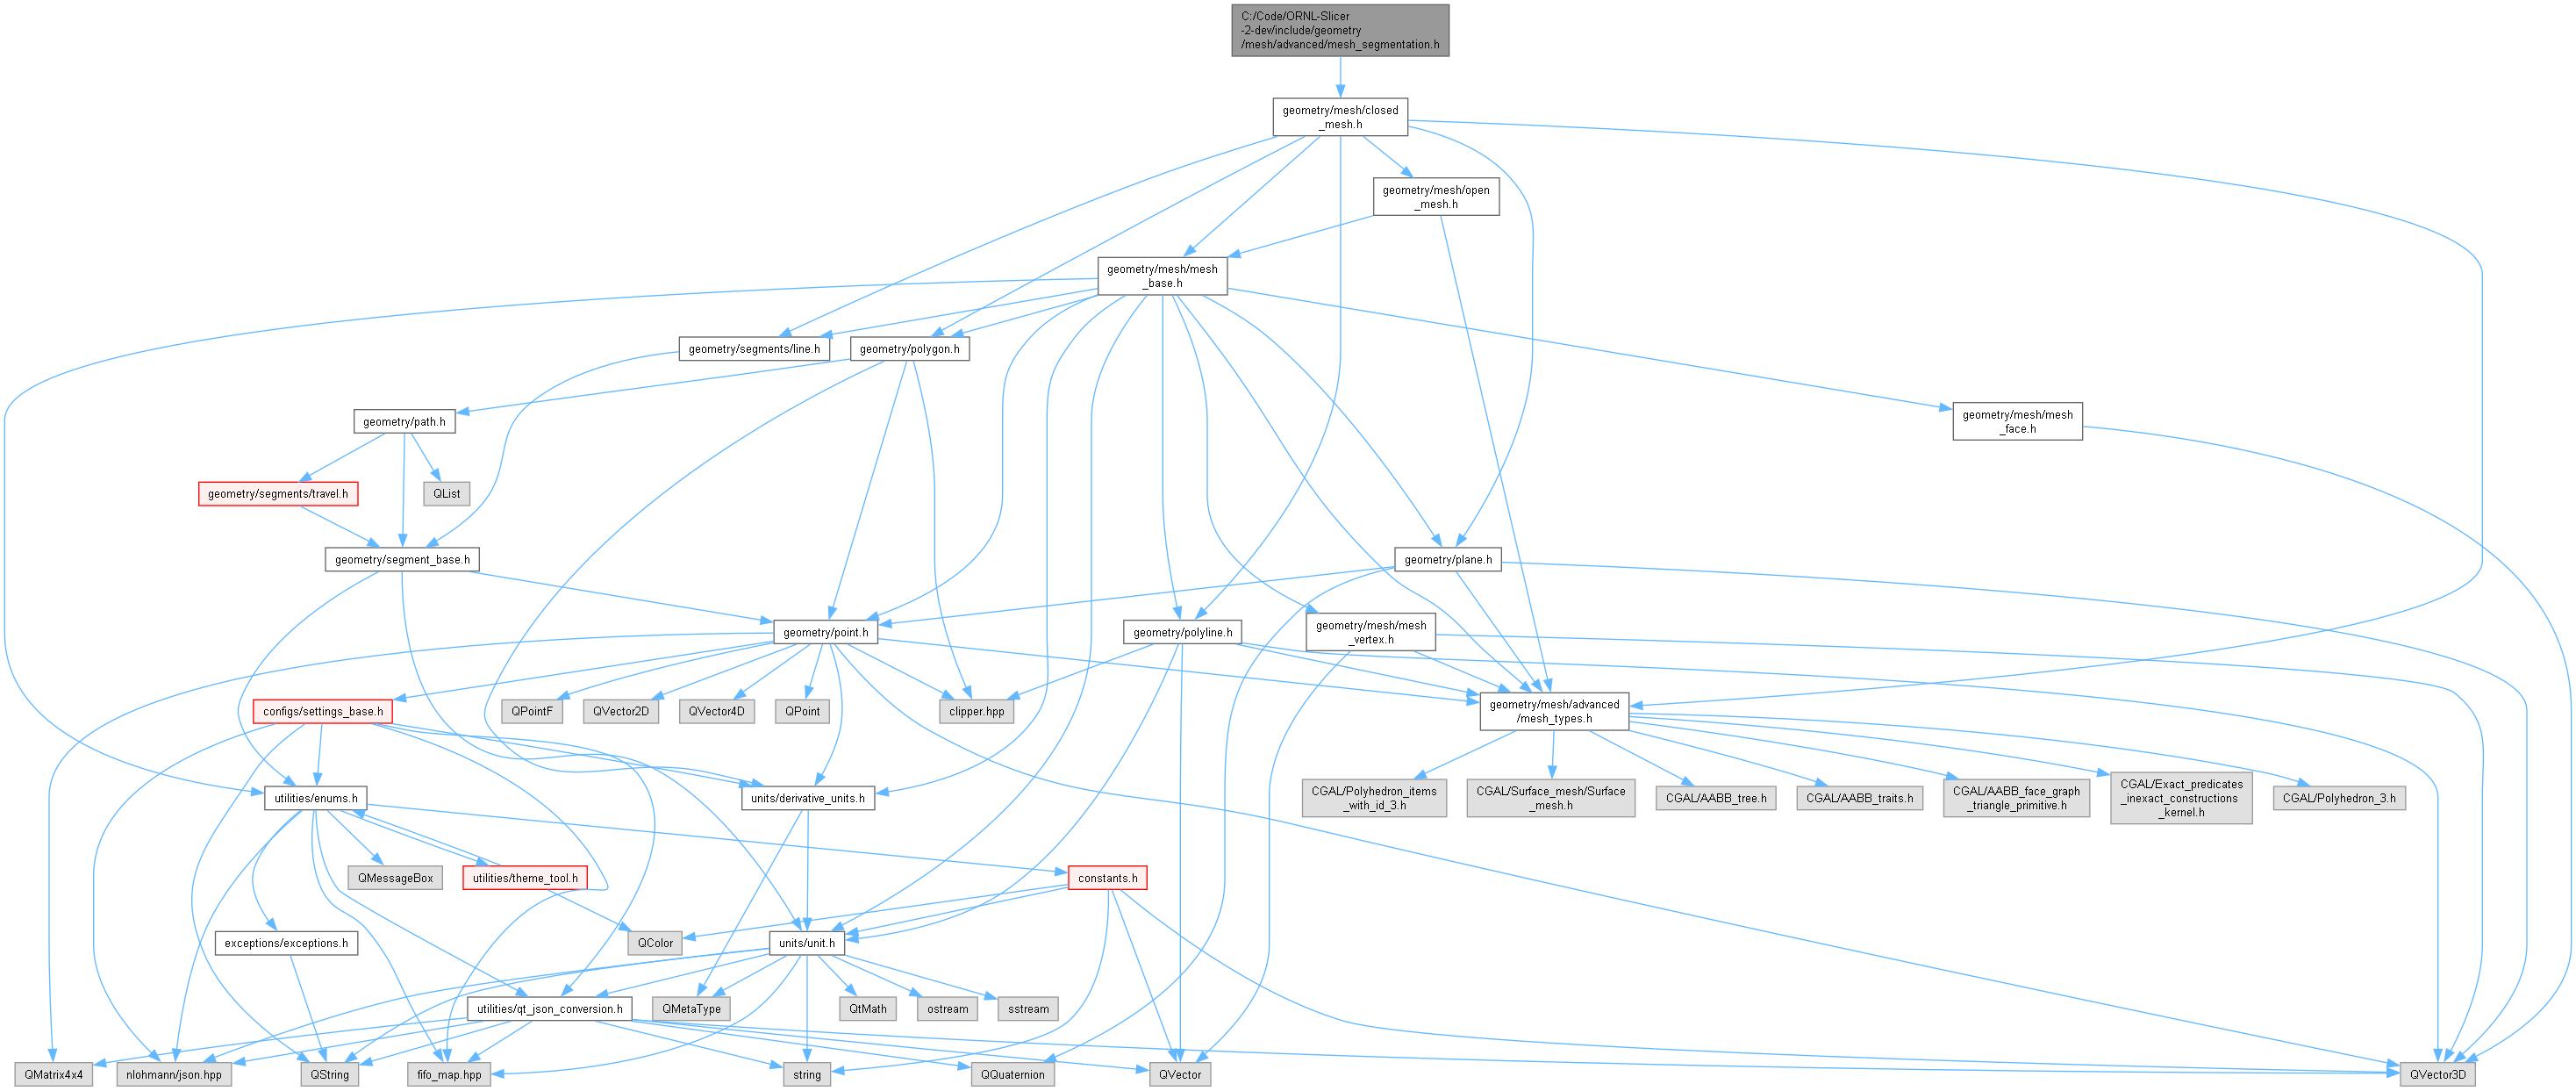 C:/Code/ORNL-Slicer
-2-dev/include/geometry
/mesh/advanced/mesh_segmentation.h
geometry/mesh/closed
_mesh.h
geometry/mesh/open
_mesh.h
geometry/mesh/mesh
_base.h
geometry/segments/line.h
geometry/polygon.h
geometry/path.h
geometry/mesh/mesh
_face.h
geometry/segments/travel.h
QList
geometry/segment_base.h
geometry/plane.h
geometry/point.h
geometry/polyline.h
geometry/mesh/mesh
_vertex.h
configs/settings_base.h
QPointF
QVector2D
QVector4D
QPoint
clipper.hpp
geometry/mesh/advanced
/mesh_types.h
utilities/enums.h
units/derivative_units.h
CGAL/Polyhedron_items
_with_id_3.h
CGAL/Surface_mesh/Surface
_mesh.h
CGAL/AABB_tree.h
CGAL/AABB_traits.h
CGAL/AABB_face_graph
_triangle_primitive.h
CGAL/Exact_predicates
_inexact_constructions
_kernel.h
CGAL/Polyhedron_3.h
QMessageBox
utilities/theme_tool.h
constants.h
exceptions/exceptions.h
QColor
units/unit.h
utilities/qt_json_conversion.h
QMetaType
QtMath
ostream
sstream
QMatrix4x4
nlohmann/json.hpp
QString
fifo_map.hpp
string
QQuaternion
QVector
QVector3D